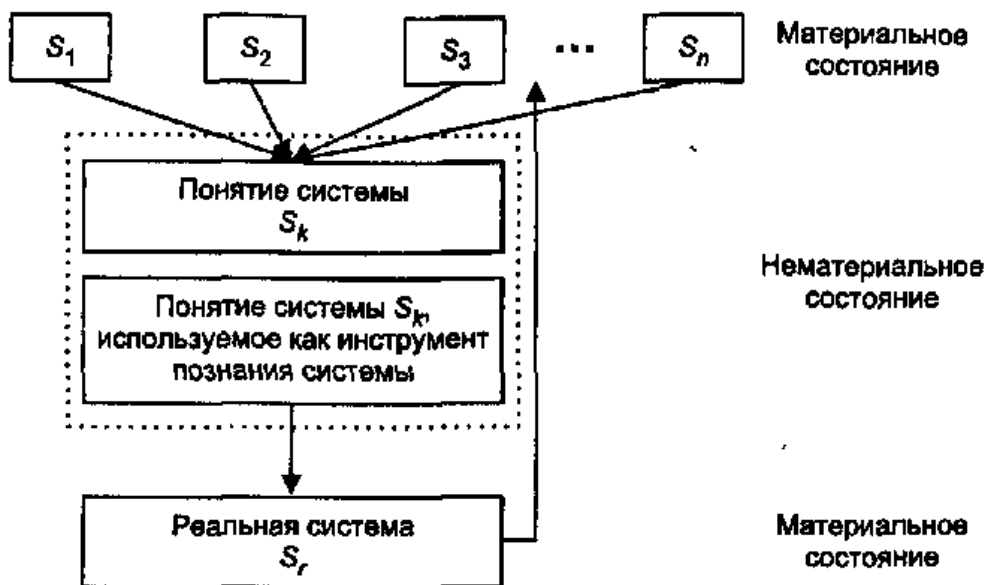 S1 S2 S3 ... Sn
Материальное
состояние
Понятие системы
Sk
Понятие системы Sk,
используемое как инструмент
познания системы
Нематериальное
состояние
Реальная система
Sr
Материальное
состояние